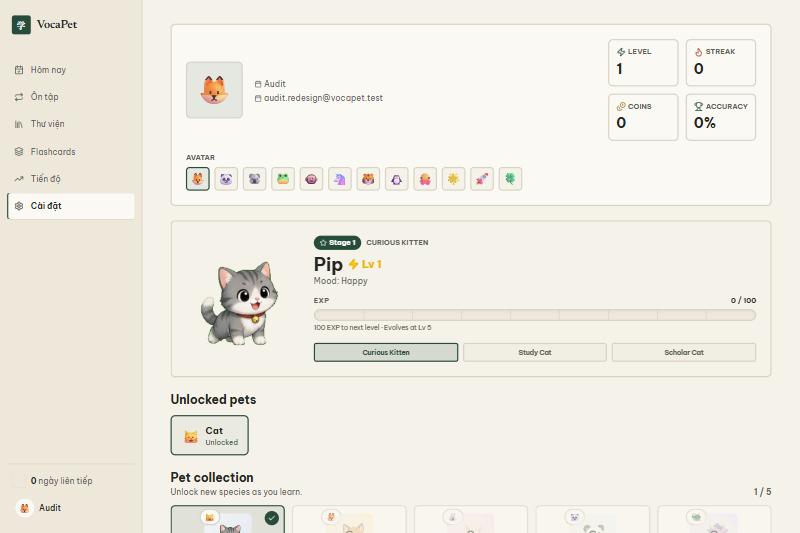 VocaPet
Hôm nay
Ôn tập
Thư viện
Flashcards
Tiến độ
Cài đặt
0 ngày liên tiếp
Audit
Audit
audit.redesign@vocapet.test
LEVEL
1
STREAK
0
COINS
0
ACCURACY
0%
AVATAR
Stage 1
CURIOUS KITTEN
Pip
Lv 1
Mood: Happy
EXP
0 / 100
100 EXP to next level · Evolves at Lv 5
Curious Kitten
Study Cat
Scholar Cat
Unlocked pets
Cat
Unlocked
Pet collection
Unlock new species as you learn.
1 / 5